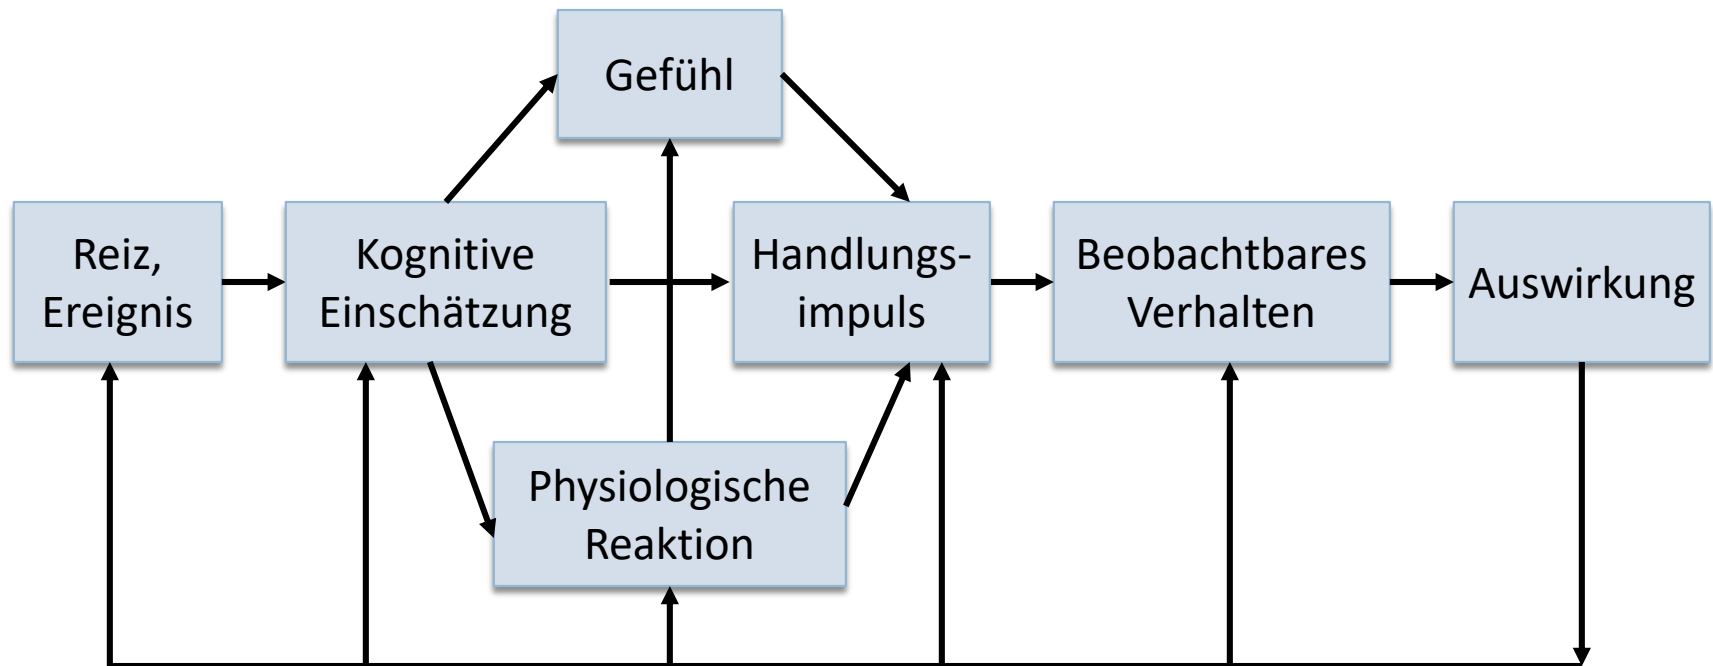 Gefühl
Reiz,
Ereignis
Kognitive
Einschätzung
Handlungs-
impuls
Beobachtbares
Verhalten
Auswirkung
Physiologische
Reaktion